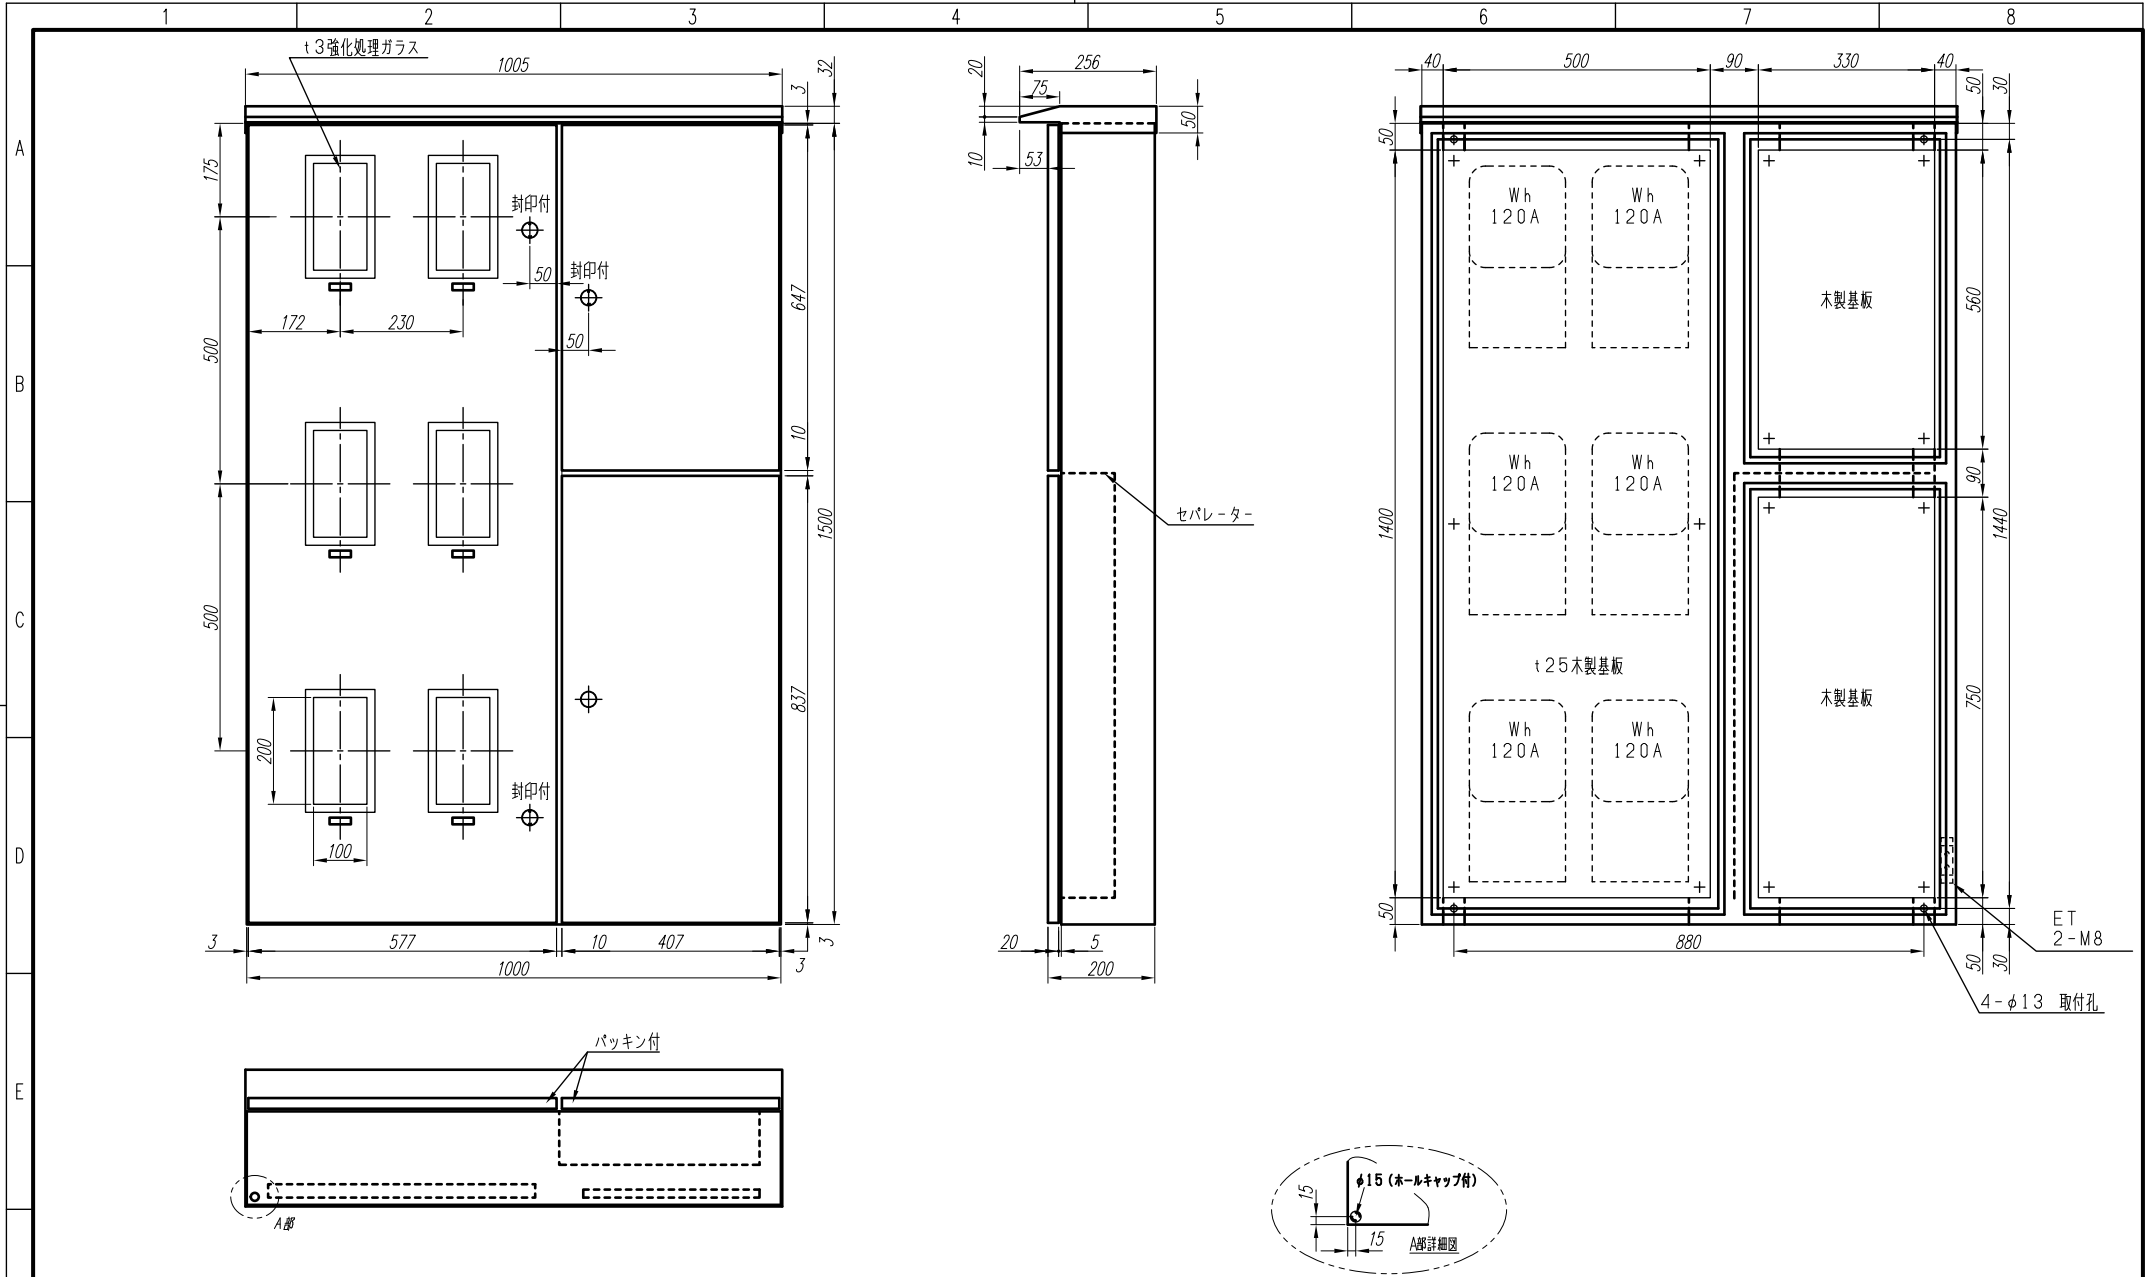 1 2 3 4 5 6 7 8
A
B
C
D
E
t3強化処理ガラス
1005
32
3
175
封印付
50
封印付
50
172
230
500
647
10
1500
500
837
200
封印付
100
3
577
10
407
3
3
1000
20
256
75
50
10
53
セパレーター
20
5
200
40
500
90
330
40
50
30
50
Wh
120A
Wh
120A
木製基板
560
Wh
120A
Wh
120A
90
1400
1440
t25木製基板
Wh
120A
Wh
120A
木製基板
750
50
880
50
30
ET
2-M8
4-φ13 取付孔
パッキン付
A部
φ15(ホールキャップ付)
15
15
A部詳細図